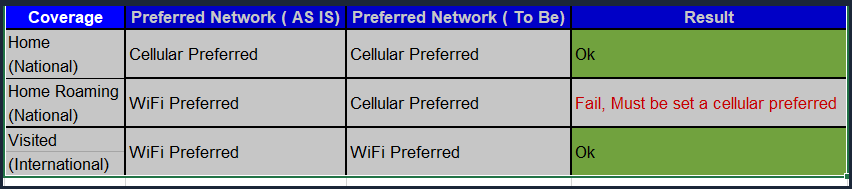 Coverage Preferred Network ( AS IS) Preferred Network ( To Be) Result
Home
(National) Cellular Preferred Cellular Preferred Ok
Home Roaming
(National) WiFi Preferred Cellular Preferred Fail, Must be set a cellular preferred
Visited
(International) WiFi Preferred WiFi Preferred Ok